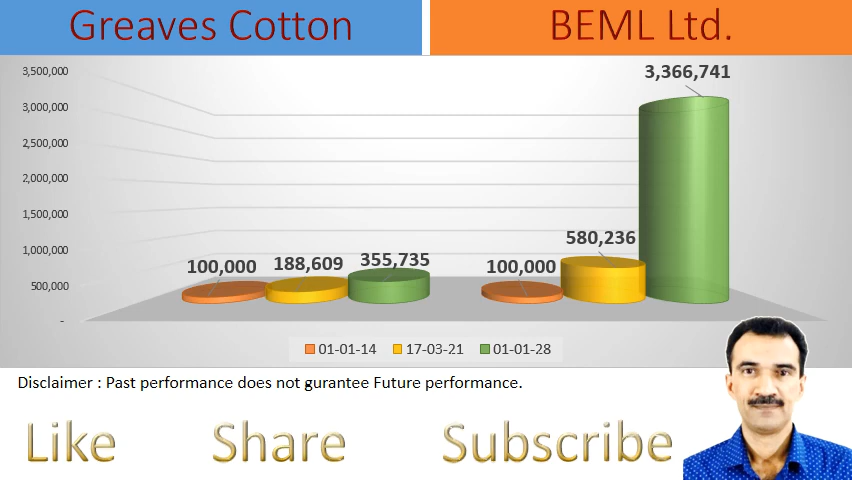 Greaves Cotton
BEML Ltd.
3,500,000
3,000,000
2,500,000
2,000,000
1,500,000
1,000,000
500,000
-
100,000
188,609
355,735
100,000
580,236
3,366,741
01-01-14 17-03-21 01-01-28
Disclaimer : Past performance does not gurantee Future performance.
Like Share Subscribe